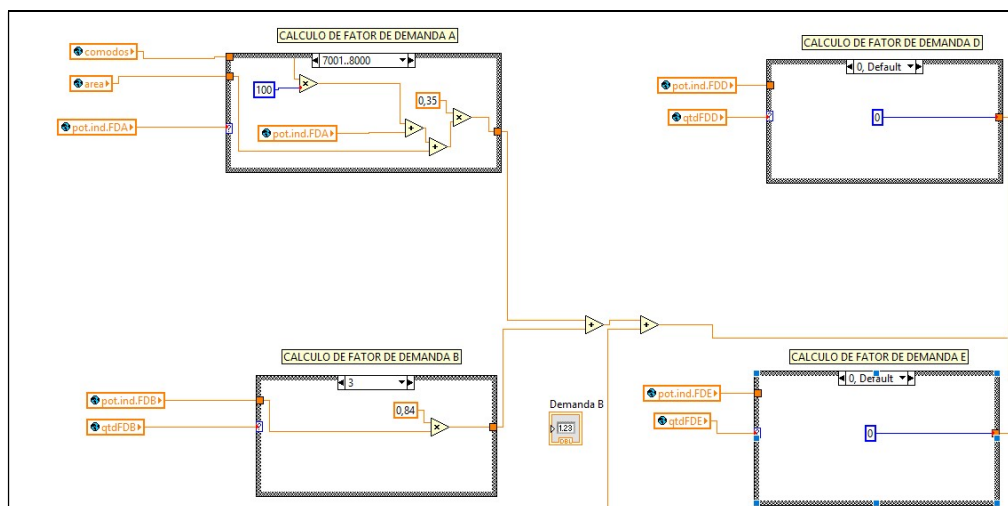 CALCULO DE FATOR DE DEMANDA A
comodos
7001..8000
area
100
0,35
pot.ind.FDA
pot.ind.FDA
CALCULO DE FATOR DE DEMANDA D
0, Default
pot.ind.FDD
qtdFDD
0
CALCULO DE FATOR DE DEMANDA B
3
pot.ind.FDB
0,84
qtdFDB
Demanda B
1.23
DBL
CALCULO DE FATOR DE DEMANDA E
0, Default
pot.ind.FDE
qtdFDE
0